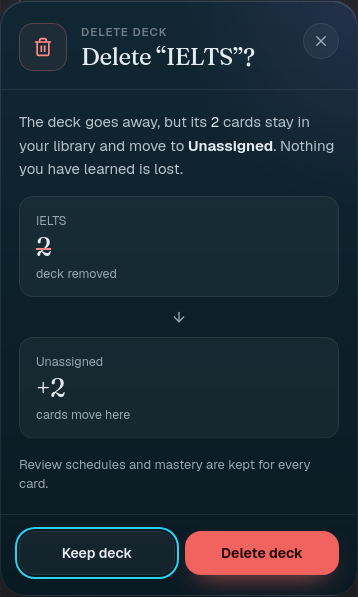 DELETE DECK
Delete “IELTS”?
The deck goes away, but its 2 cards stay in
your library and move to Unassigned. Nothing
you have learned is lost.
IELTS
2
deck removed
↓
Unassigned
+2
cards move here
Review schedules and mastery are kept for every
card.
Keep deck
Delete deck